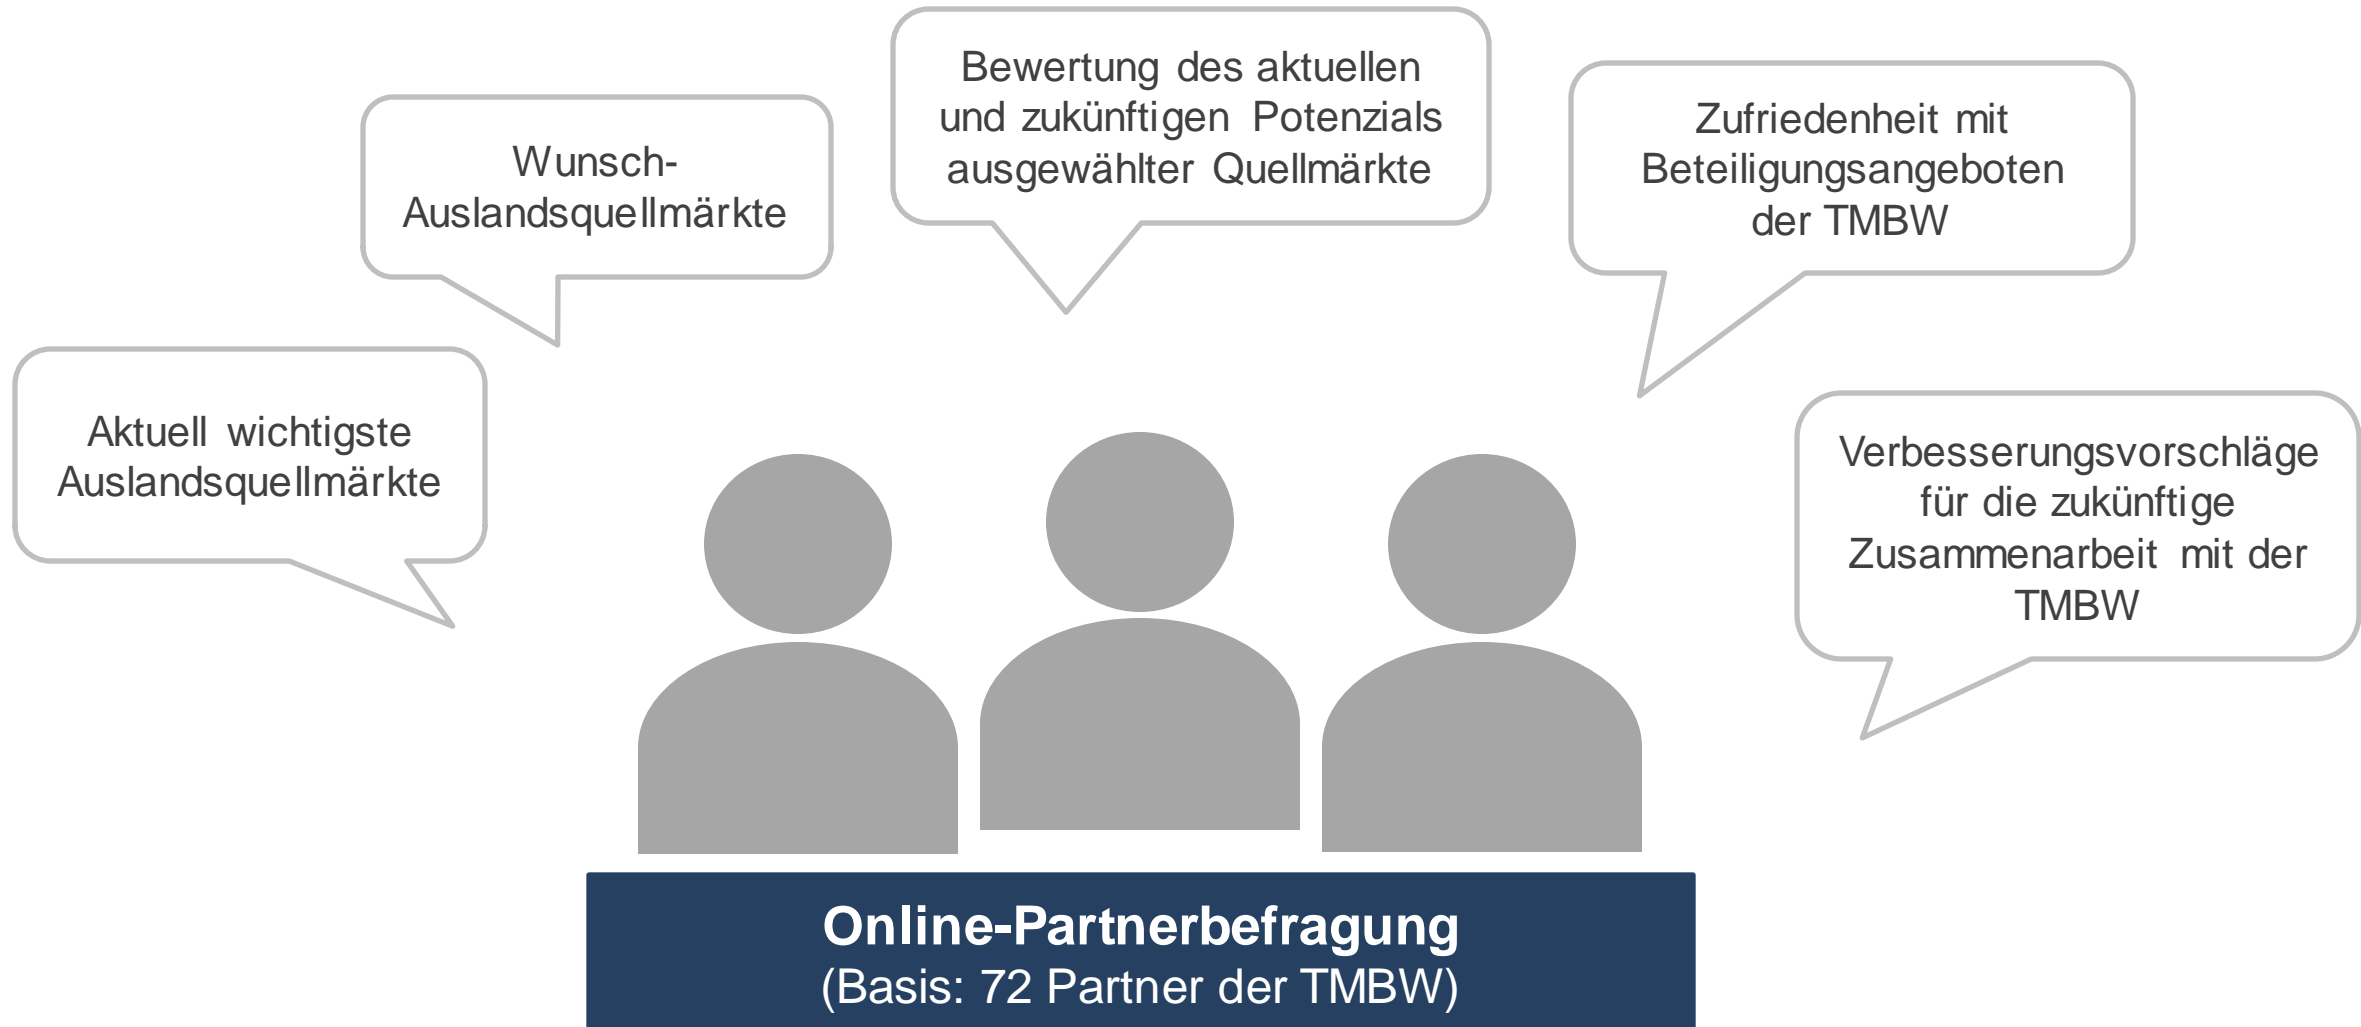 Bewertung des aktuellen
und zukünftigen Potenzials
ausgewählter Quellmärkte
Wunsch-
Auslandsquellmärkte
Zufriedenheit mit
Beteiligungsangeboten
der TMBW
Aktuell wichtigste
Auslandsquellmärkte
Verbesserungsvorschläge
für die zukünftige
Zusammenarbeit mit der
TMBW
Online-Partnerbefragung
(Basis: 72 Partner der TMBW)